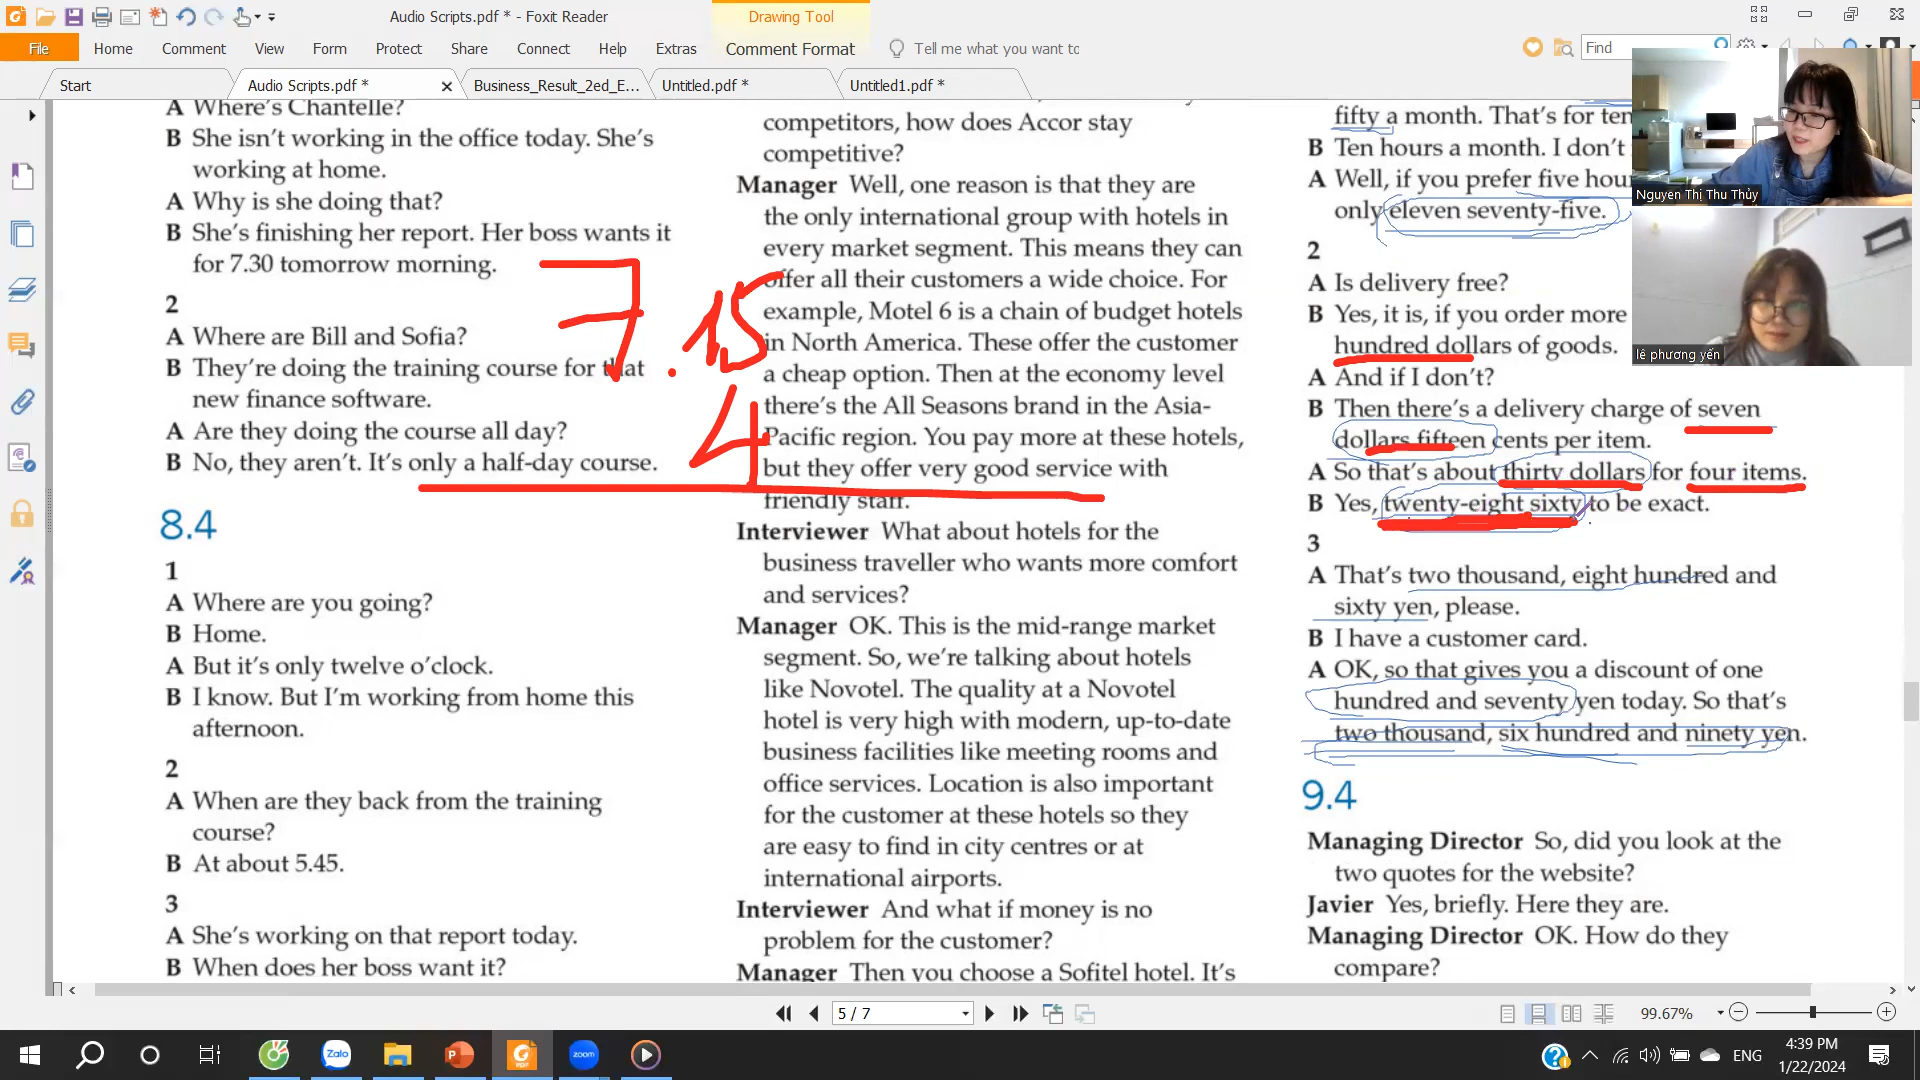 Audio Scripts.pdf * - Foxit Reader
Drawing Tool
File
Home
Comment
View
Form
Protect
Share
Connect
Help
Extras
Comment Format
Tell me what you want to
Find
Start
Audio Scripts.pdf *
Business_Result_2ed_E...
Untitled.pdf *
Untitled1.pdf *
A Where's Chantelle?
B She isn't working in the office today. She's
working at home.
A Why is she doing that?
B She's finishing her report. Her boss wants it
for 7.30 tomorrow morning.
2
A Where are Bill and Sofia?
B They're doing the training course for that
new finance software.
A Are they doing the course all day?
B No, they aren't. It's only a half-day course.
8.4
1
A Where are you going?
B Home.
A But it's only twelve o'clock.
B I know. But I'm working from home this
afternoon.
2
A When are they back from the training
course?
B At about 5.45.
3
A She's working on that report today.
B When does her boss want it?
7.15
4
competitors, how does Accor stay
competitive?
Manager Well, one reason is that they are
the only international group with hotels in
every market segment. This means they can
offer all their customers a wide choice. For
example, Motel 6 is a chain of budget hotels
in North America. These offer the customer
a cheap option. Then at the economy level
there's the All Seasons brand in the Asia-
Pacific region. You pay more at these hotels,
but they offer very good service with
friendly staff.
Interviewer What about hotels for the
business traveller who wants more comfort
and services?
Manager OK. This is the mid-range market
segment. So, we're talking about hotels
like Novotel. The quality at a Novotel
hotel is very high with modern, up-to-date
business facilities like meeting rooms and
office services. Location is also important
for the customer at these hotels so they
are easy to find in city centres or at
international airports.
Interviewer And what if money is no
problem for the customer?
Manager Then you choose a Sofitel hotel. It's
fifty a month. That's for ten
B Ten hours a month. I don't
A Well, if you prefer five hou
only eleven seventy-five.
2
A Is delivery free?
B Yes, it is, if you order more
hundred dollars of goods.
A And if I don't?
B Then there's a delivery charge of seven
dollars fifteen cents per item.
A So that's about thirty dollars for four items.
B Yes, twenty-eight sixty to be exact.
3
A That's two thousand, eight hundred and
sixty yen, please.
B I have a customer card.
A OK, so that gives you a discount of one
hundred and seventy yen today. So that's
two thousand, six hundred and ninety yen.
9.4
Managing Director So, did you look at the
two quotes for the website?
Javier Yes, briefly. Here they are.
Managing Director OK. How do they
compare?
Nguyen Thị Thu Thủy
lê phương yến
5 / 7
99.67%
Zalo
zoom
ENG
4:39 PM
1/22/2024